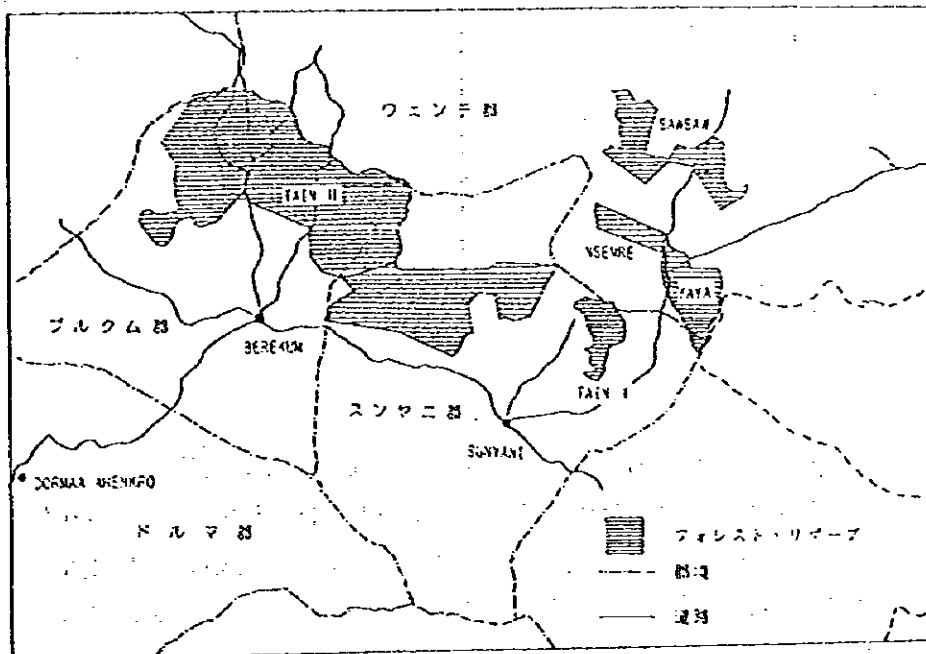 ウェンチ郡
SAWSAW
TAIN II
NSEMRE
YAYA
ブルクム郡
BEREKUM
TAIN I
スンヤニ郡
SUNYANI
DORMAA AHENKRO
ドルマ郡
フォレスト・リザーブ
郡境
道路